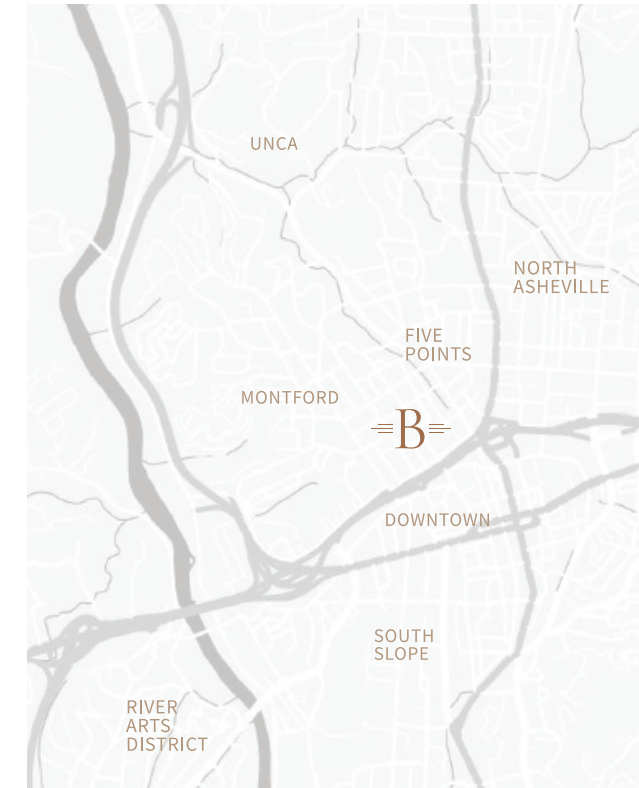 UNCA
NORTH
ASHEVILLE
FIVE
POINTS
MONTFORD
B
DOWNTOWN
SOUTH
SLOPE
RIVER
ARTS
DISTRICT